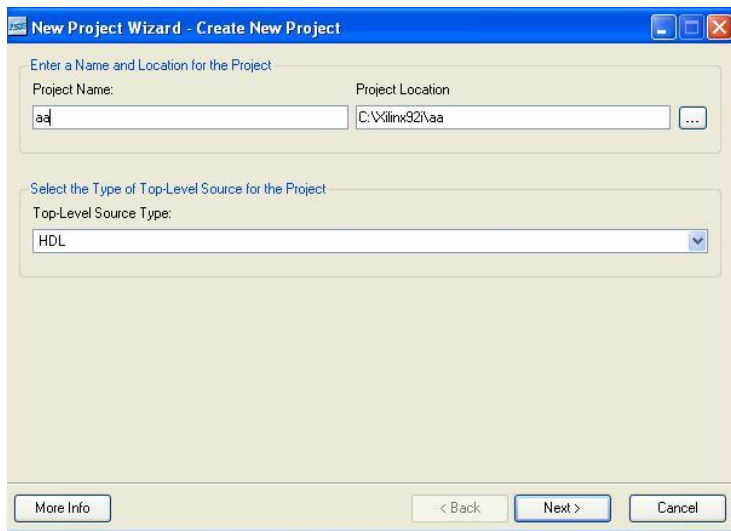 ISE New Project Wizard - Create New Project
Enter a Name and Location for the Project
Project Name: Project Location
aa C:\Xilinx92i\aa ...
Select the Type of Top-Level Source for the Project
Top-Level Source Type:
HDL
More Info < Back Next > Cancel